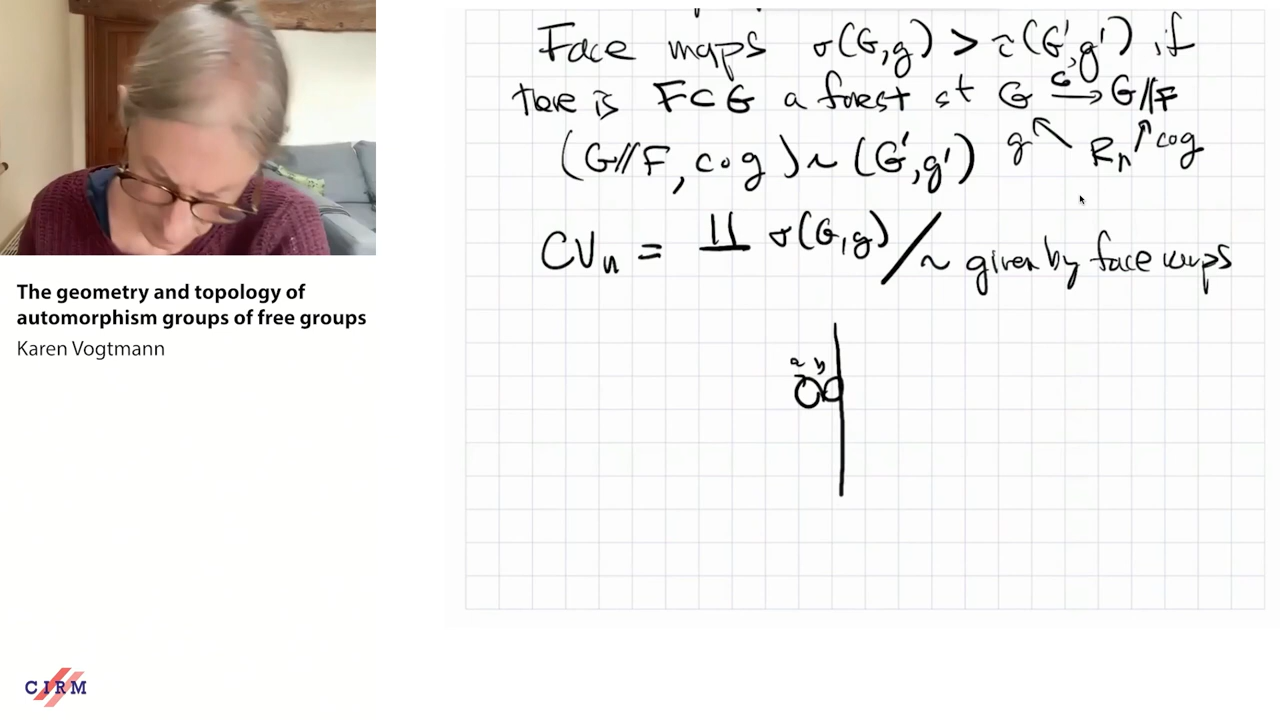 Face maps σ(G,g) > τ(G',g') if
there is F⊂G a forest st G →c G//F
(G//F, c∘g) ~ (G',g') g ↖ Rn ↗ c∘g
CVn = ∐ σ(G,g) / ~ given by face maps
a b
The geometry and topology of
automorphism groups of free groups
Karen Vogtmann
CIRM